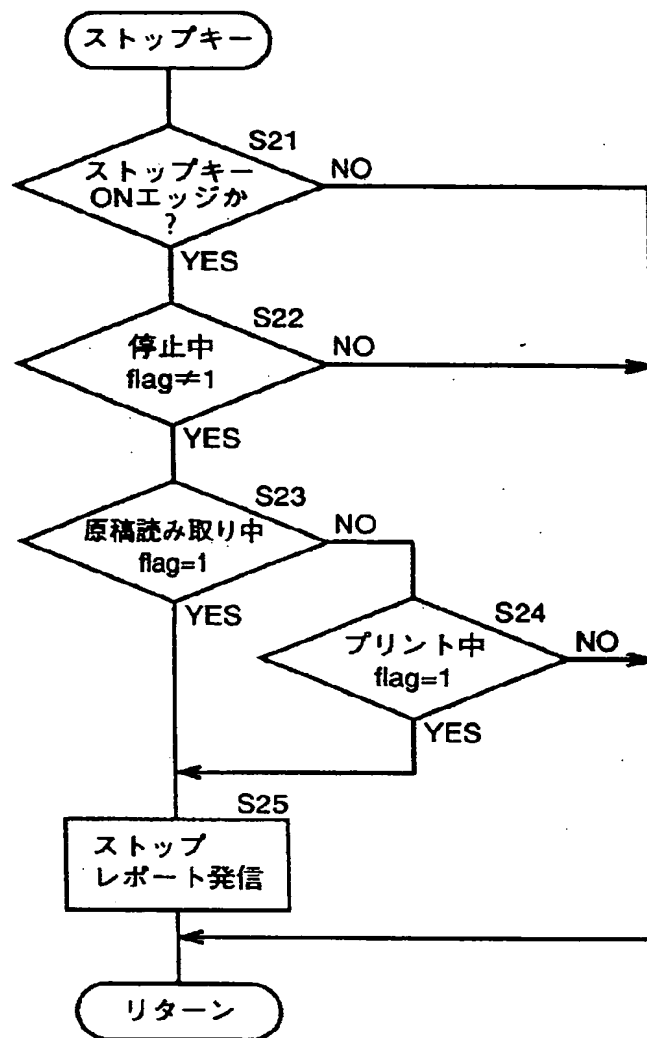 ストップキー
S21
ストップキー
ONエッジか
?
NO
YES
S22
停止中
flag≠1
NO
YES
S23
原稿読み取り中
flag=1
NO
YES
S24
プリント中
flag=1
NO
YES
S25
ストップ
レポート発信
リターン